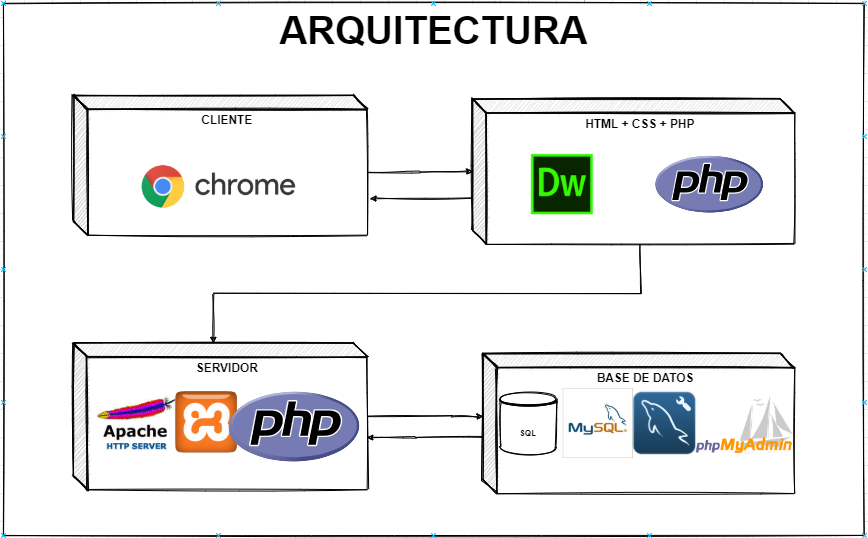 ARQUITECTURA
CLIENTE
chrome
HTML + CSS + PHP
Dw
php
SERVIDOR
Apache
HTTP SERVER
php
BASE DE DATOS
SQL
MySQL
phpMyAdmin